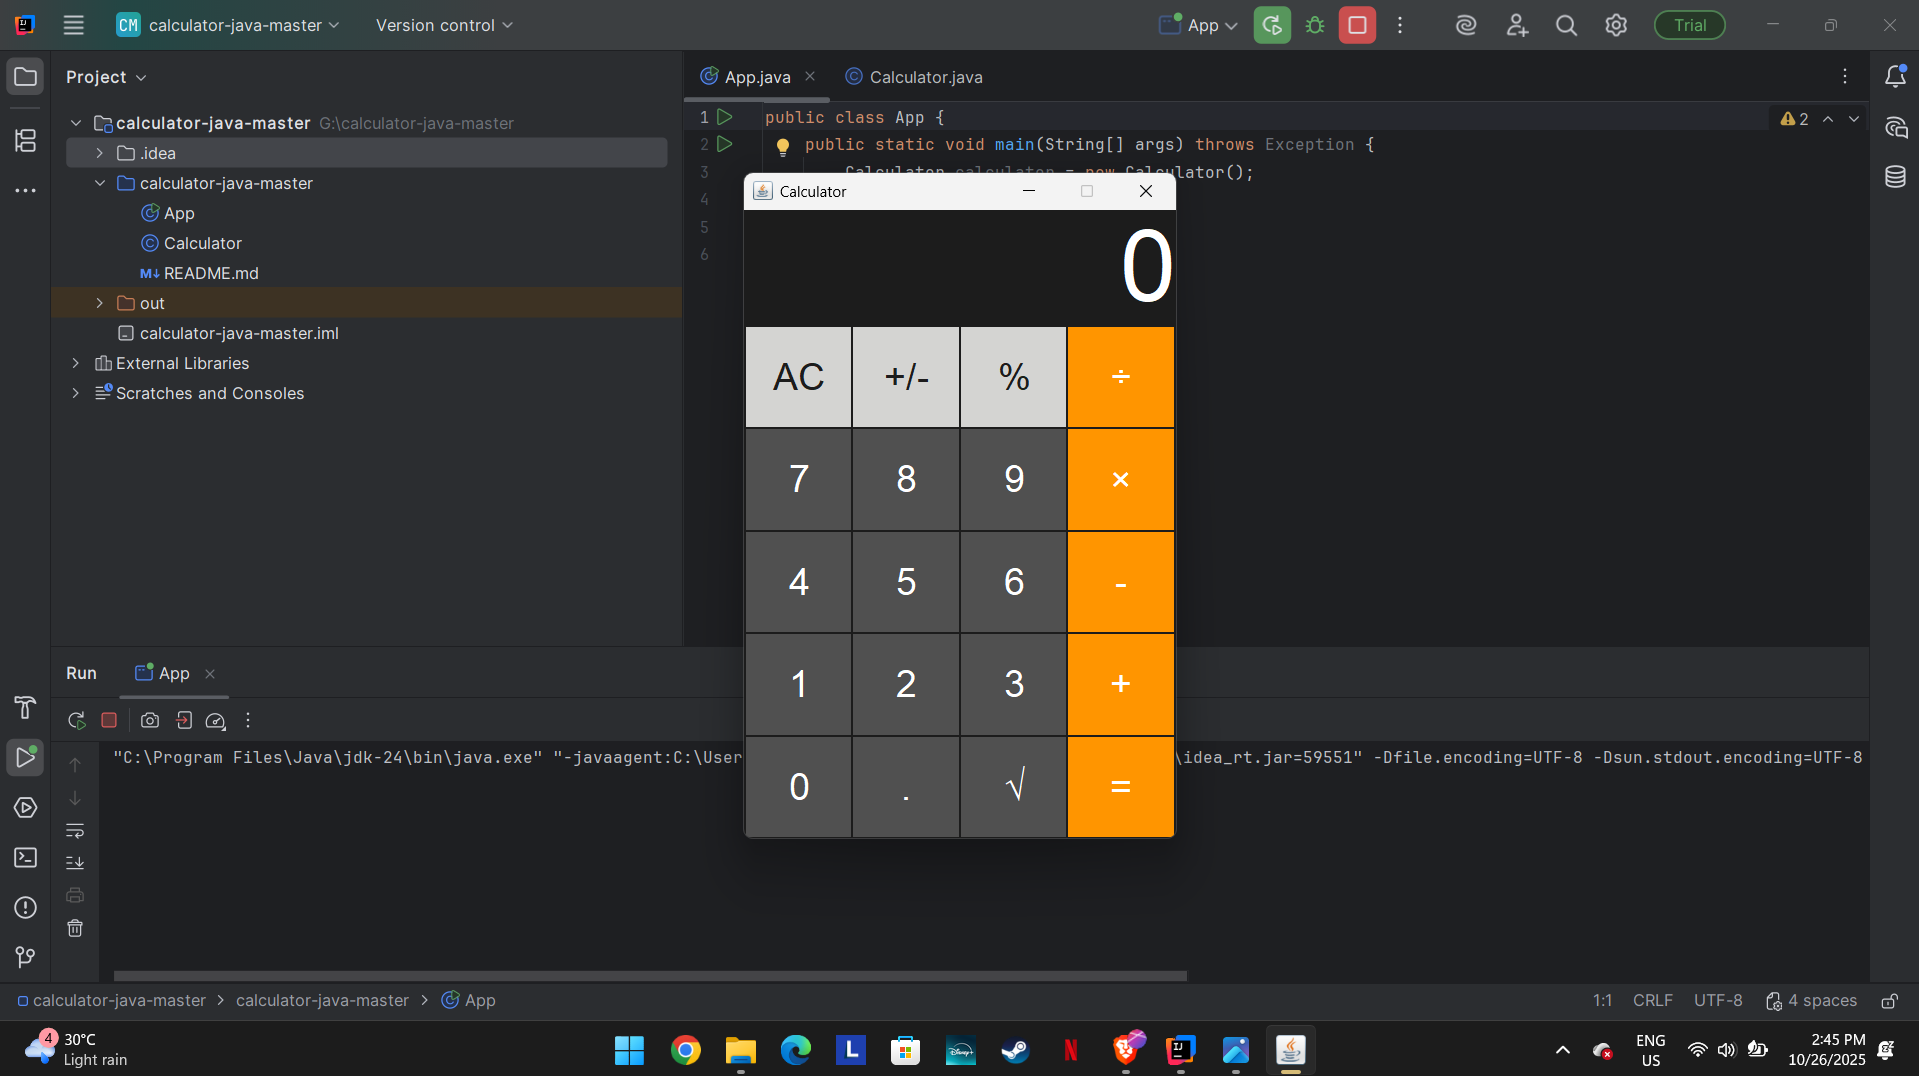 CM calculator-java-master Version control App Trial
Project
calculator-java-master G:\calculator-java-master
.idea
calculator-java-master
App
Calculator
README.md
out
calculator-java-master.iml
External Libraries
Scratches and Consoles
App.java Calculator.java
1 public class App {
2 public static void main(String[] args) throws Exception {
3 Calculator calculator = new Calculator();
4
5
6
2
Calculator
0
AC +/- % ÷
7 8 9 ×
4 5 6 -
1 2 3 +
0 . √ =
Run App
"C:\Program Files\Java\jdk-24\bin\java.exe" "-javaagent:C:\User
\idea_rt.jar=59551" -Dfile.encoding=UTF-8 -Dsun.stdout.encoding=UTF-8
calculator-java-master > calculator-java-master > App
1:1 CRLF UTF-8 4 spaces
4
30°C
Light rain
L
Disney+
N
ENG
US
2:45 PM
10/26/2025